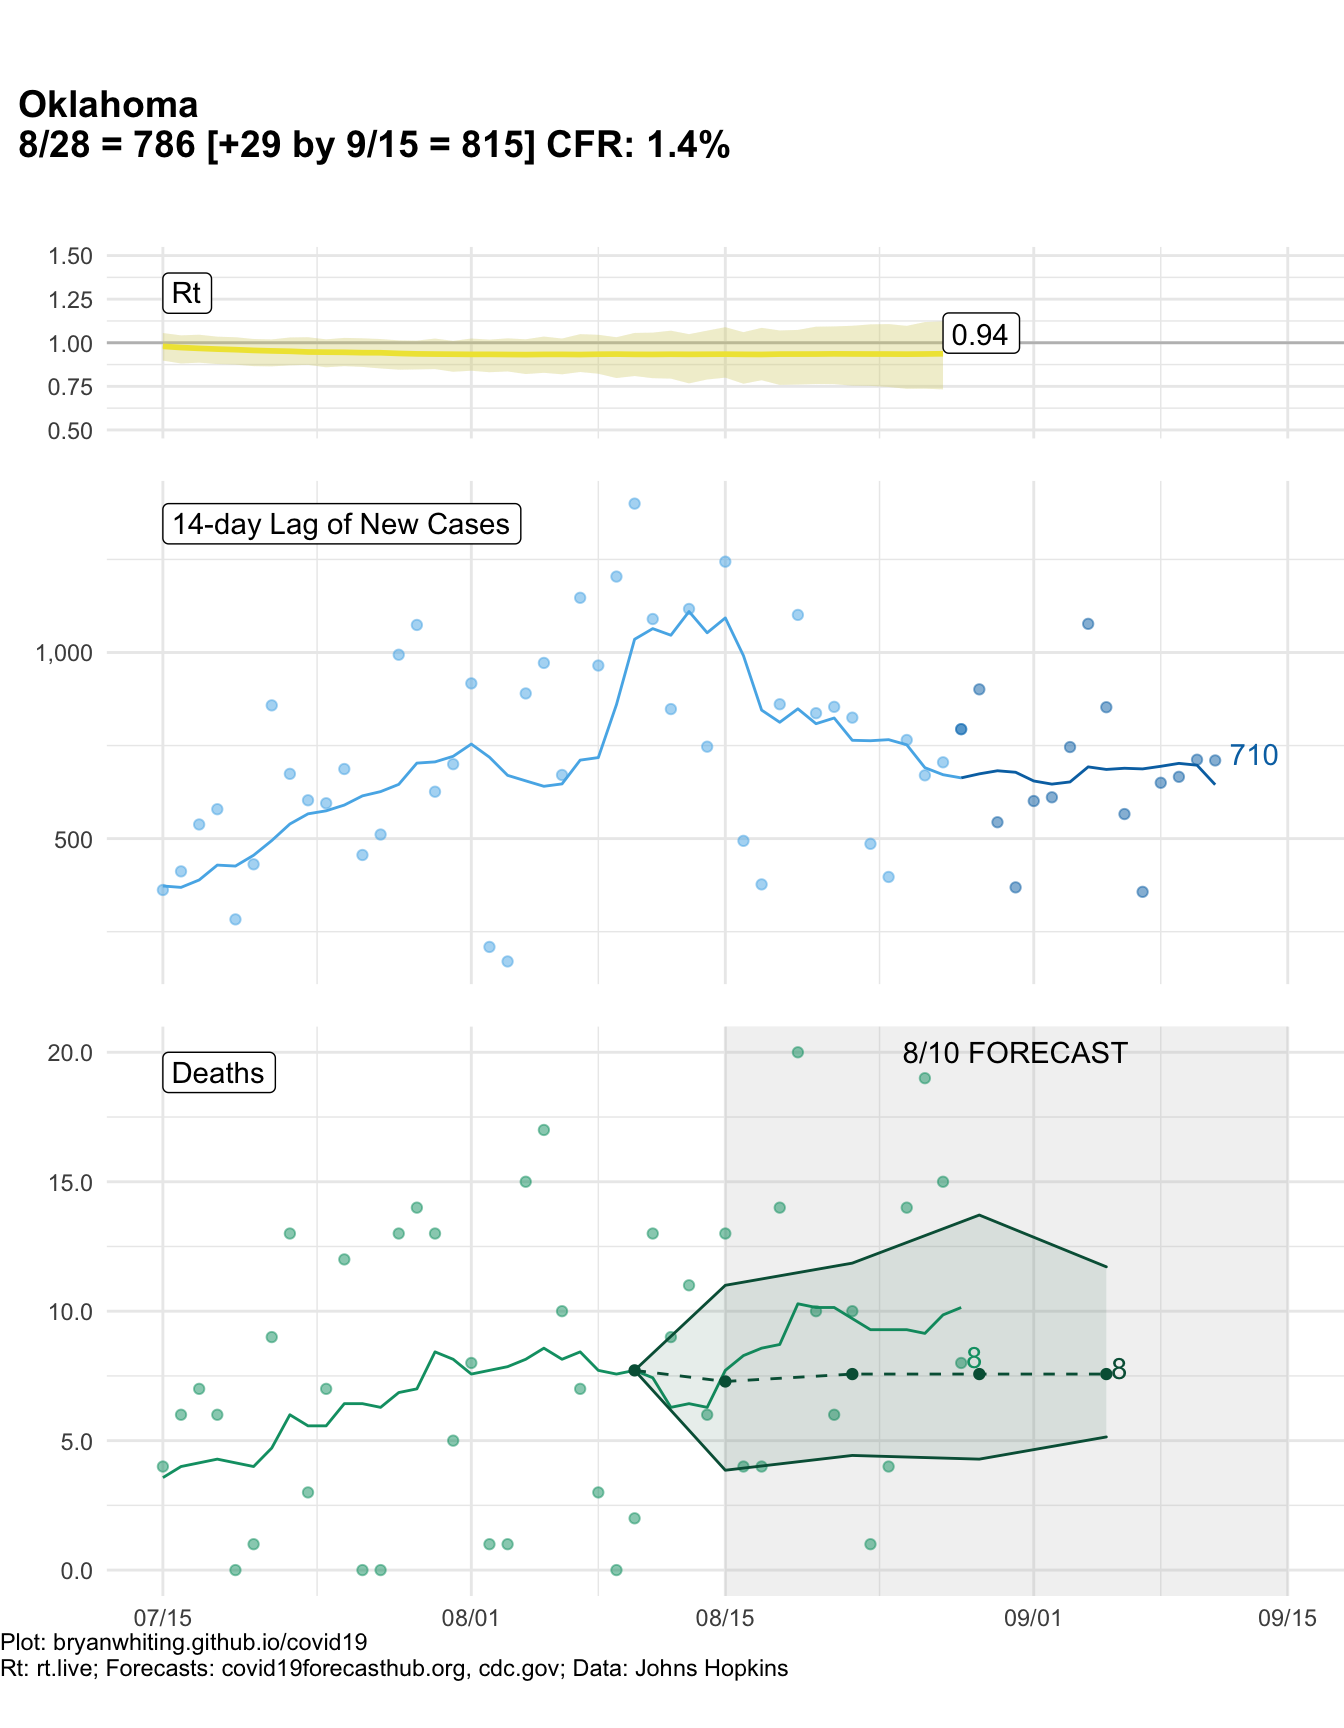 Oklahoma
8/28 = 786 [+29 by 9/15 = 815] CFR: 1.4%
1.50
1.25
1.00
0.75
0.50
Rt
0.94
14-day Lag of New Cases
1,000
500
710
Deaths
8/10 FORECAST
20.0
15.0
10.0
5.0
0.0
8
8
07/15
08/01
08/15
09/01
09/15
Plot: bryanwhiting.github.io/covid19
Rt: rt.live; Forecasts: covid19forecasthub.org, cdc.gov; Data: Johns Hopkins